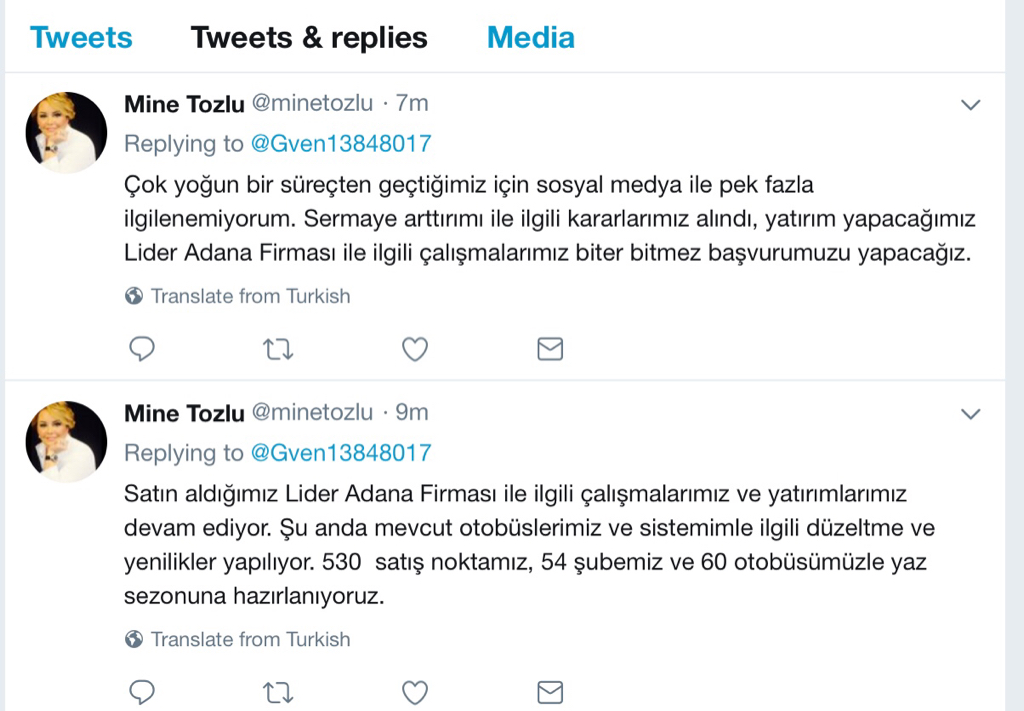 Tweets Tweets & replies Media
Mine Tozlu @minetozlu · 7m
Replying to @Gven13848017
Çok yoğun bir süreçten geçtiğimiz için sosyal medya ile pek fazla
ilgilenemiyorum. Sermaye arttırımı ile ilgili kararlarımız alındı, yatırım yapacağımız
Lider Adana Firması ile ilgili çalışmalarımız biter bitmez başvurumuzu yapacağız.
Translate from Turkish
Mine Tozlu @minetozlu · 9m
Replying to @Gven13848017
Satın aldığımız Lider Adana Firması ile ilgili çalışmalarımız ve yatırımlarımız
devam ediyor. Şu anda mevcut otobüslerimiz ve sistemimle ilgili düzeltme ve
yenilikler yapılıyor. 530  satış noktamız, 54 şubemiz ve 60 otobüsümüzle yaz
sezonuna hazırlanıyoruz.
Translate from Turkish